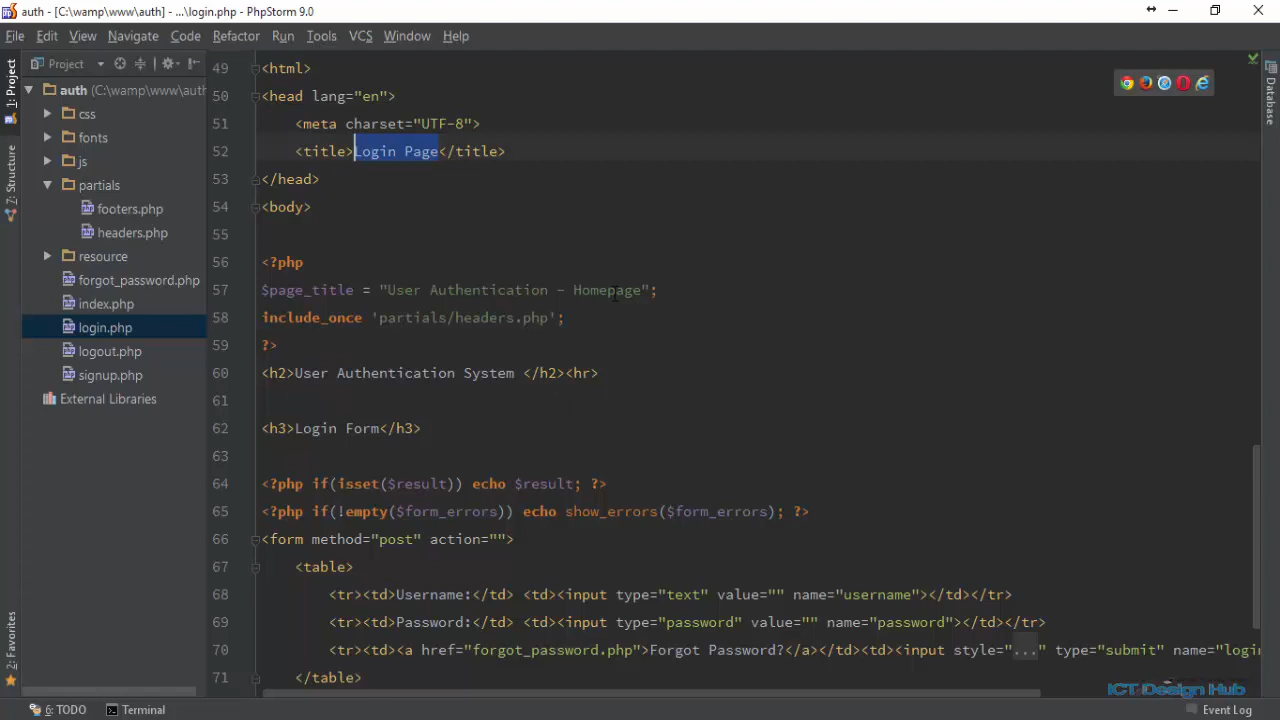 auth - [C:\wamp\www\auth] - ...\login.php - PhpStorm 9.0
File Edit View Navigate Code Refactor Run Tools VCS Window Help
1: Project
Z: Structure
2: Favorites
Project
auth (C:\wamp\www\auth
css
fonts
js
partials
footers.php
headers.php
resource
forgot_password.php
index.php
login.php
logout.php
signup.php
External Libraries
49 <html>
50 <head lang="en">
51 <meta charset="UTF-8">
52 <title>Login Page</title>
53 </head>
54 <body>
55
56 <?php
57 $page_title = "User Authentication - Homepage";
58 include_once 'partials/headers.php';
59 ?>
60 <h2>User Authentication System </h2><hr>
61
62 <h3>Login Form</h3>
63
64 <?php if(isset($result)) echo $result; ?>
65 <?php if(!empty($form_errors)) echo show_errors($form_errors); ?>
66 <form method="post" action="">
67 <table>
68 <tr><td>Username:</td> <td><input type="text" value="" name="username"></td></tr>
69 <tr><td>Password:</td> <td><input type="password" value="" name="password"></td></tr>
70 <tr><td><a href="forgot_password.php">Forgot Password?</a></td><td><input style="..." type="submit" name="login
71 </table>
Database
ICT Design Hub
6: TODO Terminal Event Log